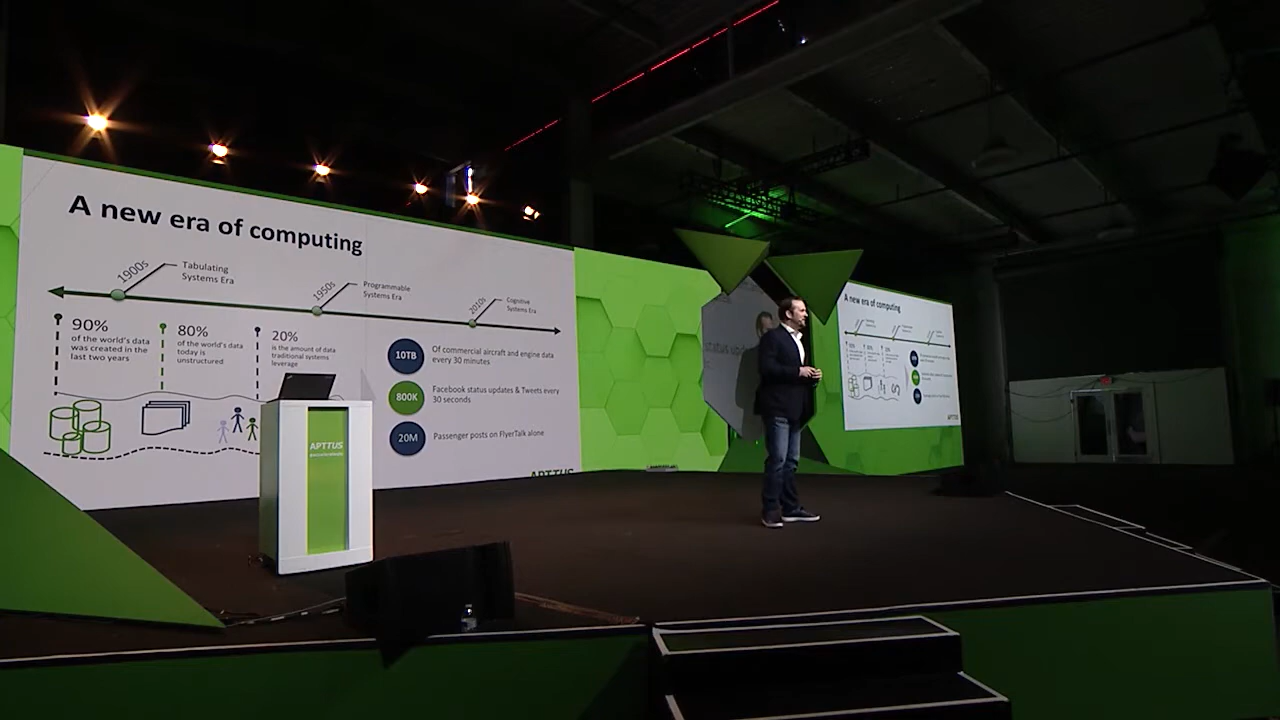 A new era of computing
1900s
Tabulating
Systems Era
1950s
Programmable
Systems Era
2010s
Cognitive
Systems Era
90%
of the world's data
was created in the
last two years
80%
of the world's data
today is
unstructured
20%
is the amount of data
traditional systems
leverage
10TB
Of commercial aircraft and engine data
every 30 minutes
800K
Facebook status updates & Tweets every
30 seconds
20M
Passenger posts on FlyerTalk alone
APTTUS
APTTUS
status upda
A new era of computing